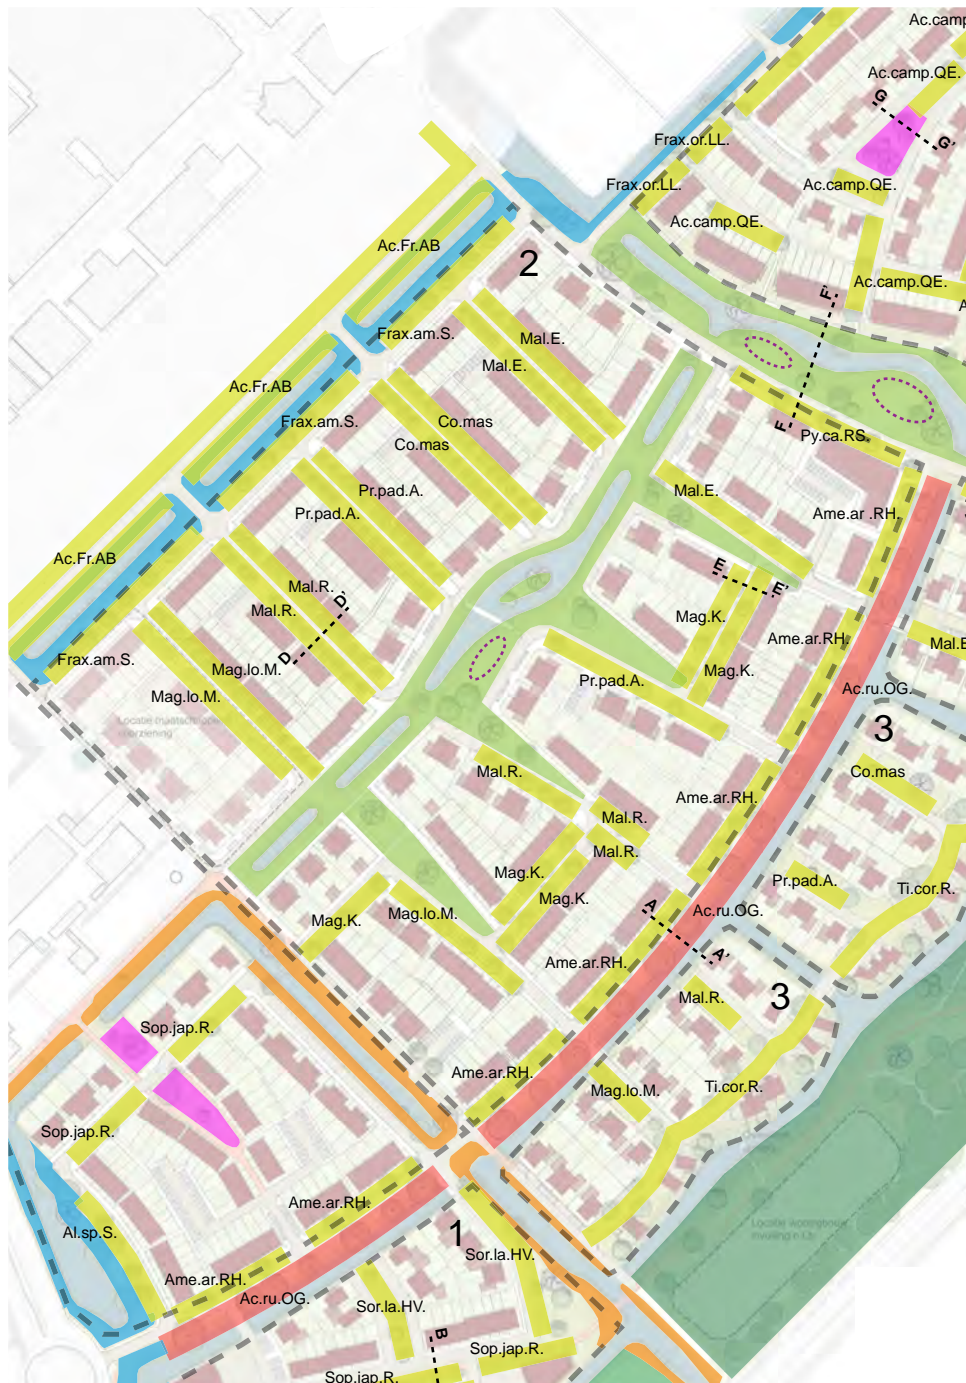 Ac.camp
Ac.camp.QE.
G
G'
Frax.or.LL.
Frax.or.LL.
Ac.camp.QE.
Ac.camp.QE.
Ac.Fr.AB
2
Ac.camp.QE.
F'
A
Frax.am.S.
Mal.E.
Mal.E.
Ac.Fr.AB
Frax.am.S.
Co.mas
Co.mas
F
Py.ca.RS.
Pr.pad.A.
Pr.pad.A.
Mal.E.
Ame.ar .RH.
Ac.Fr.AB
Mal.R.
Mal.R.
D'
D
E
E'
Mag.K.
Mag.K.
Ame.ar.RH.
Mal.E
Frax.am.S.
Mag.lo.M.
Mag.lo.M.
Pr.pad.A.
Ac.ru.OG.
Locatie maatschappelijke
voorziening
3
Mal.R.
Co.mas
Ame.ar.RH.
Mal.R.
Mal.R.
Mag.K.
Mag.K.
Pr.pad.A.
Ti.cor.R.
Mag.K.
Mag.lo.M.
A
A'
Ac.ru.OG.
Ame.ar.RH.
Mal.R.
3
Sop.jap.R.
Ame.ar.RH.
Mag.lo.M.
Ti.cor.R.
Sop.jap.R.
Ame.ar.RH.
Al.sp.S.
1
Sor.la.HV.
Locatie
Ame.ar.RH.
Ac.ru.OG.
Sor.la.HV.
B
Sop.jap.R.
Sop.jap.R.